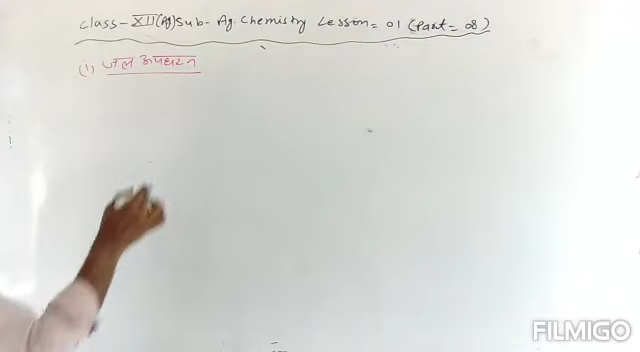 Class - XII (Ag) Sub - Ag. Chemistry Lesson = 01 (Part = 08)
(1) जल अपघटन
FILMIGO